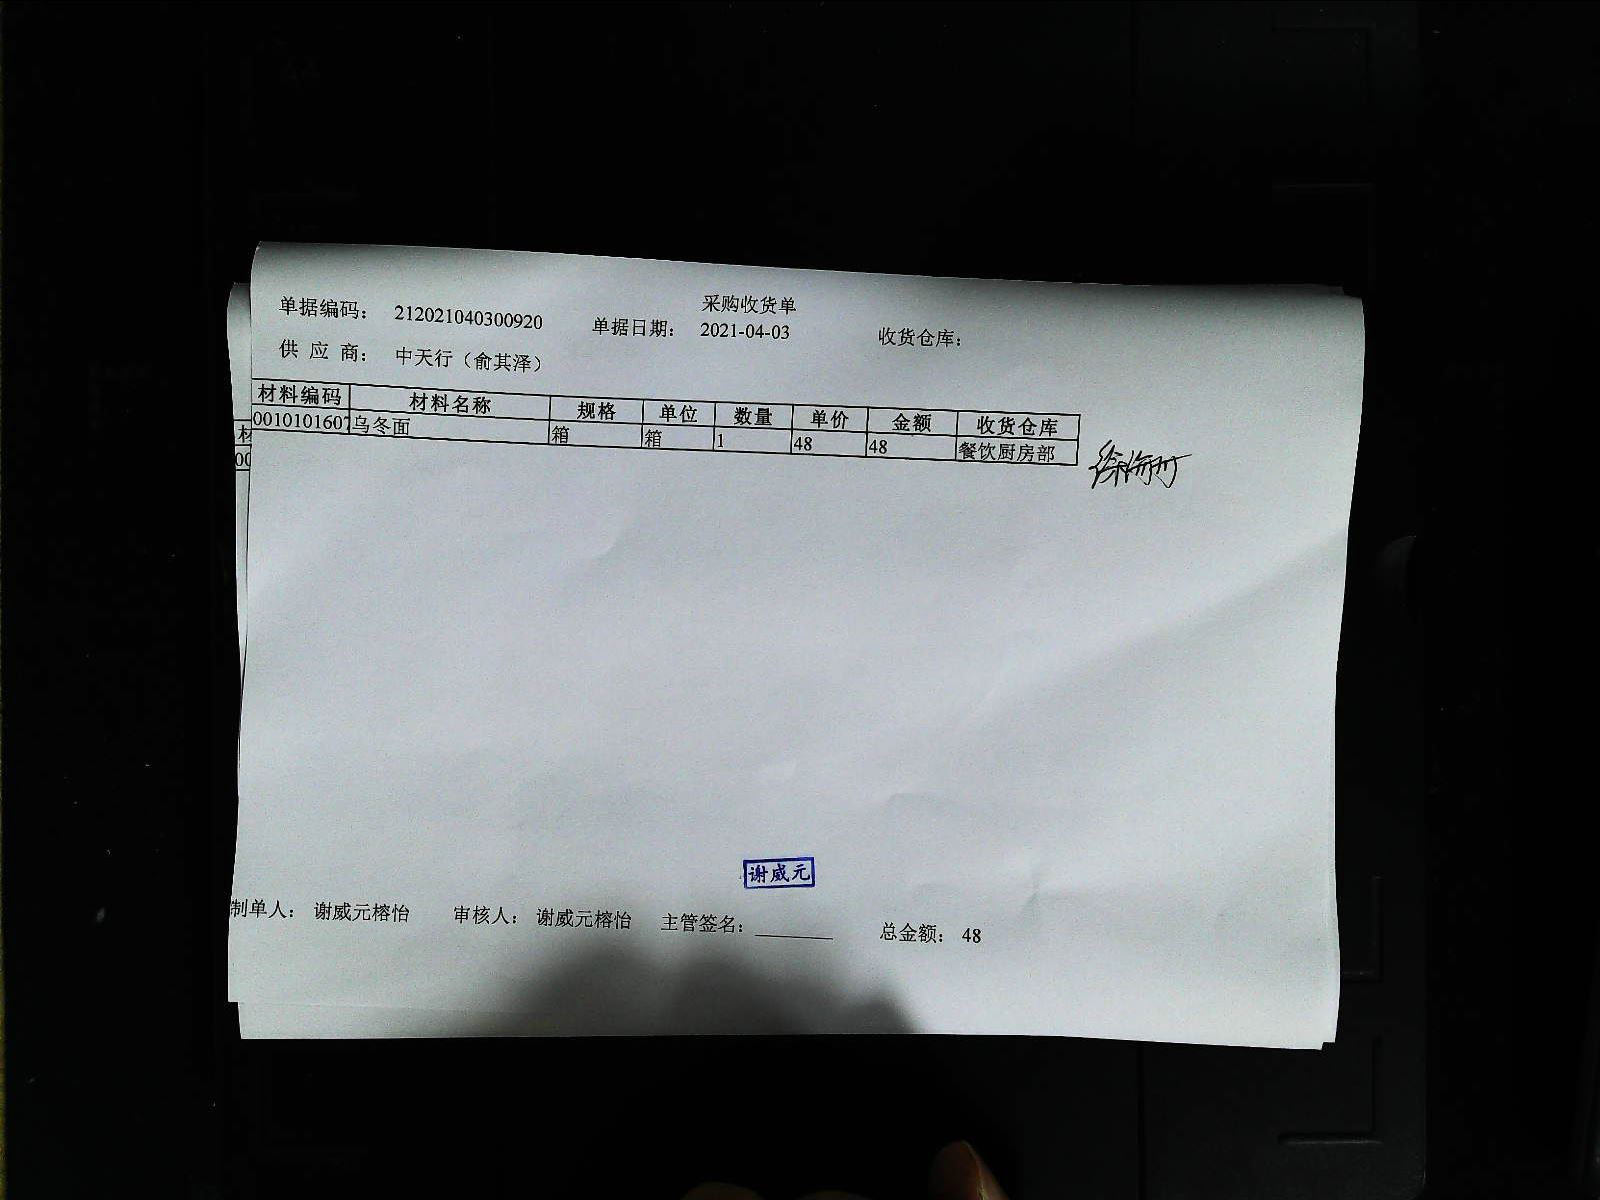 采购收货单
单据编码: 212021040300920 单据日期: 2021-04-03 收货仓库:
供 应 商: 中天行（俞其泽）
材料编码 材料名称 规格 单位 数量 单价 金额 收货仓库
0010101607 乌冬面 箱 箱 1 48 48 餐饮厨房部
材
00
谢威元
制单人: 谢威元榕怡 审核人: 谢威元榕怡 主管签名: 总金额: 48